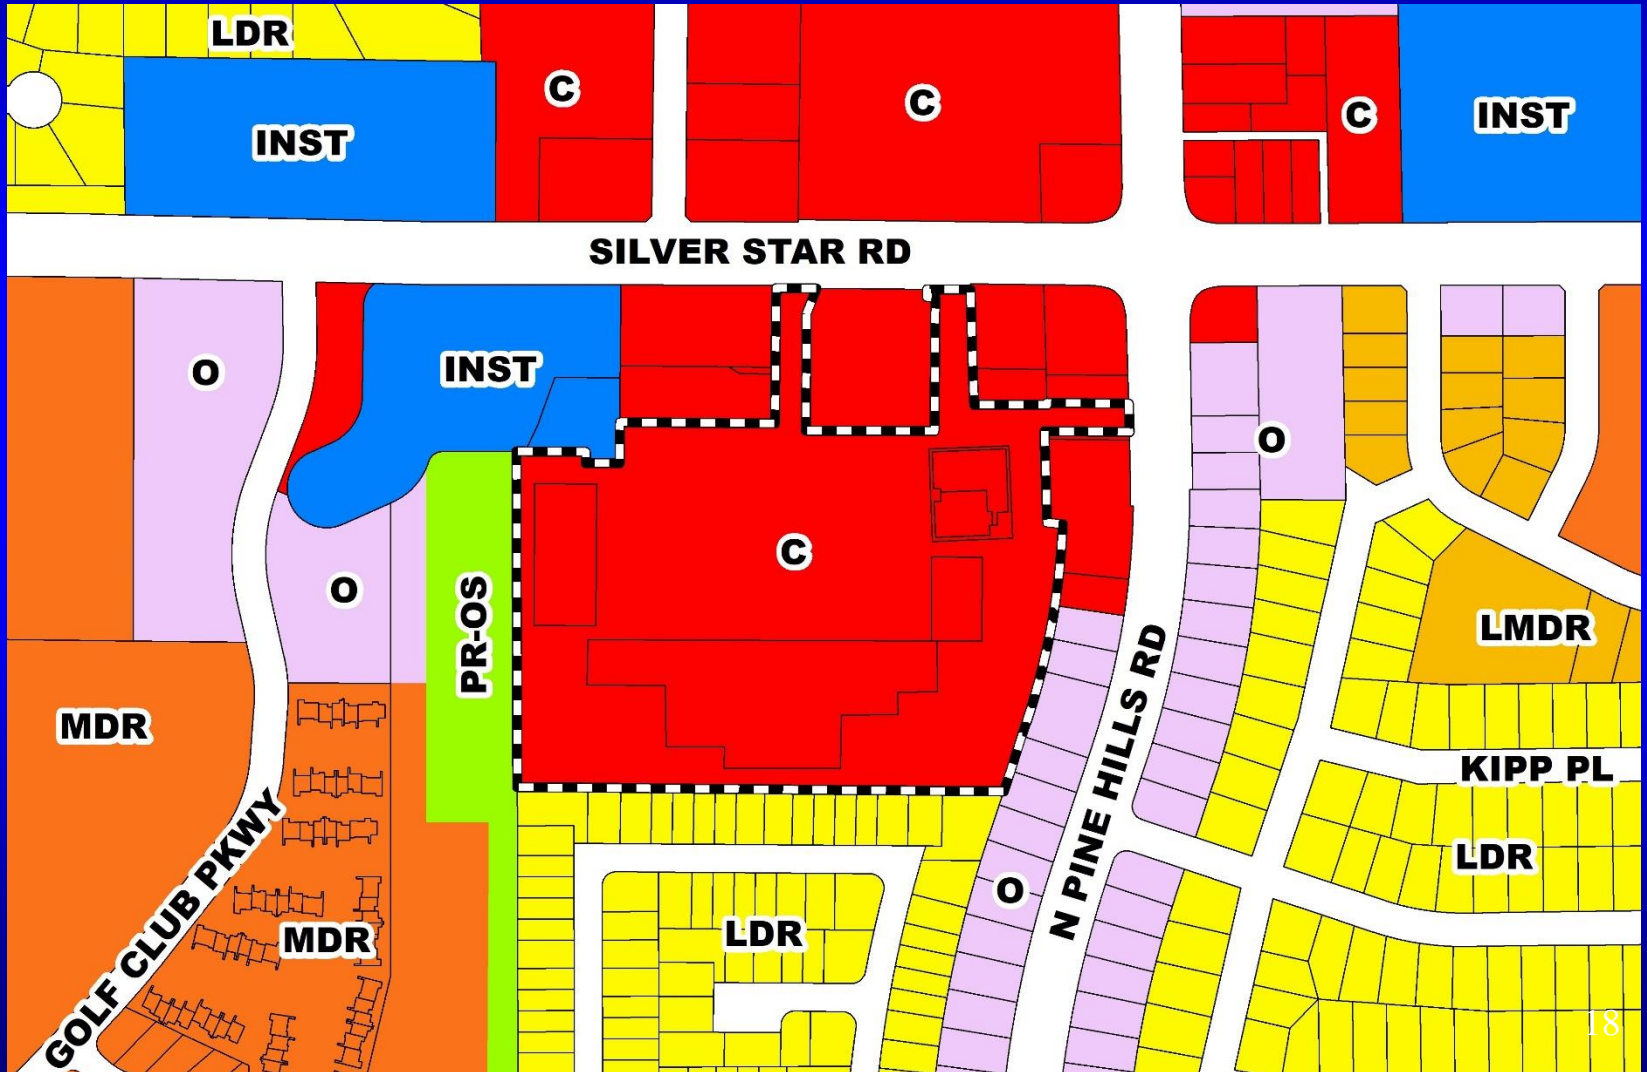 LDR
C
C
C
INST
INST
SILVER STAR RD
O
INST
O
C
O
PR-OS
LMDR
MDR
N PINE HILLS RD
KIPP PL
LDR
GOLF CLUB PKWY
O
MDR
LDR
18